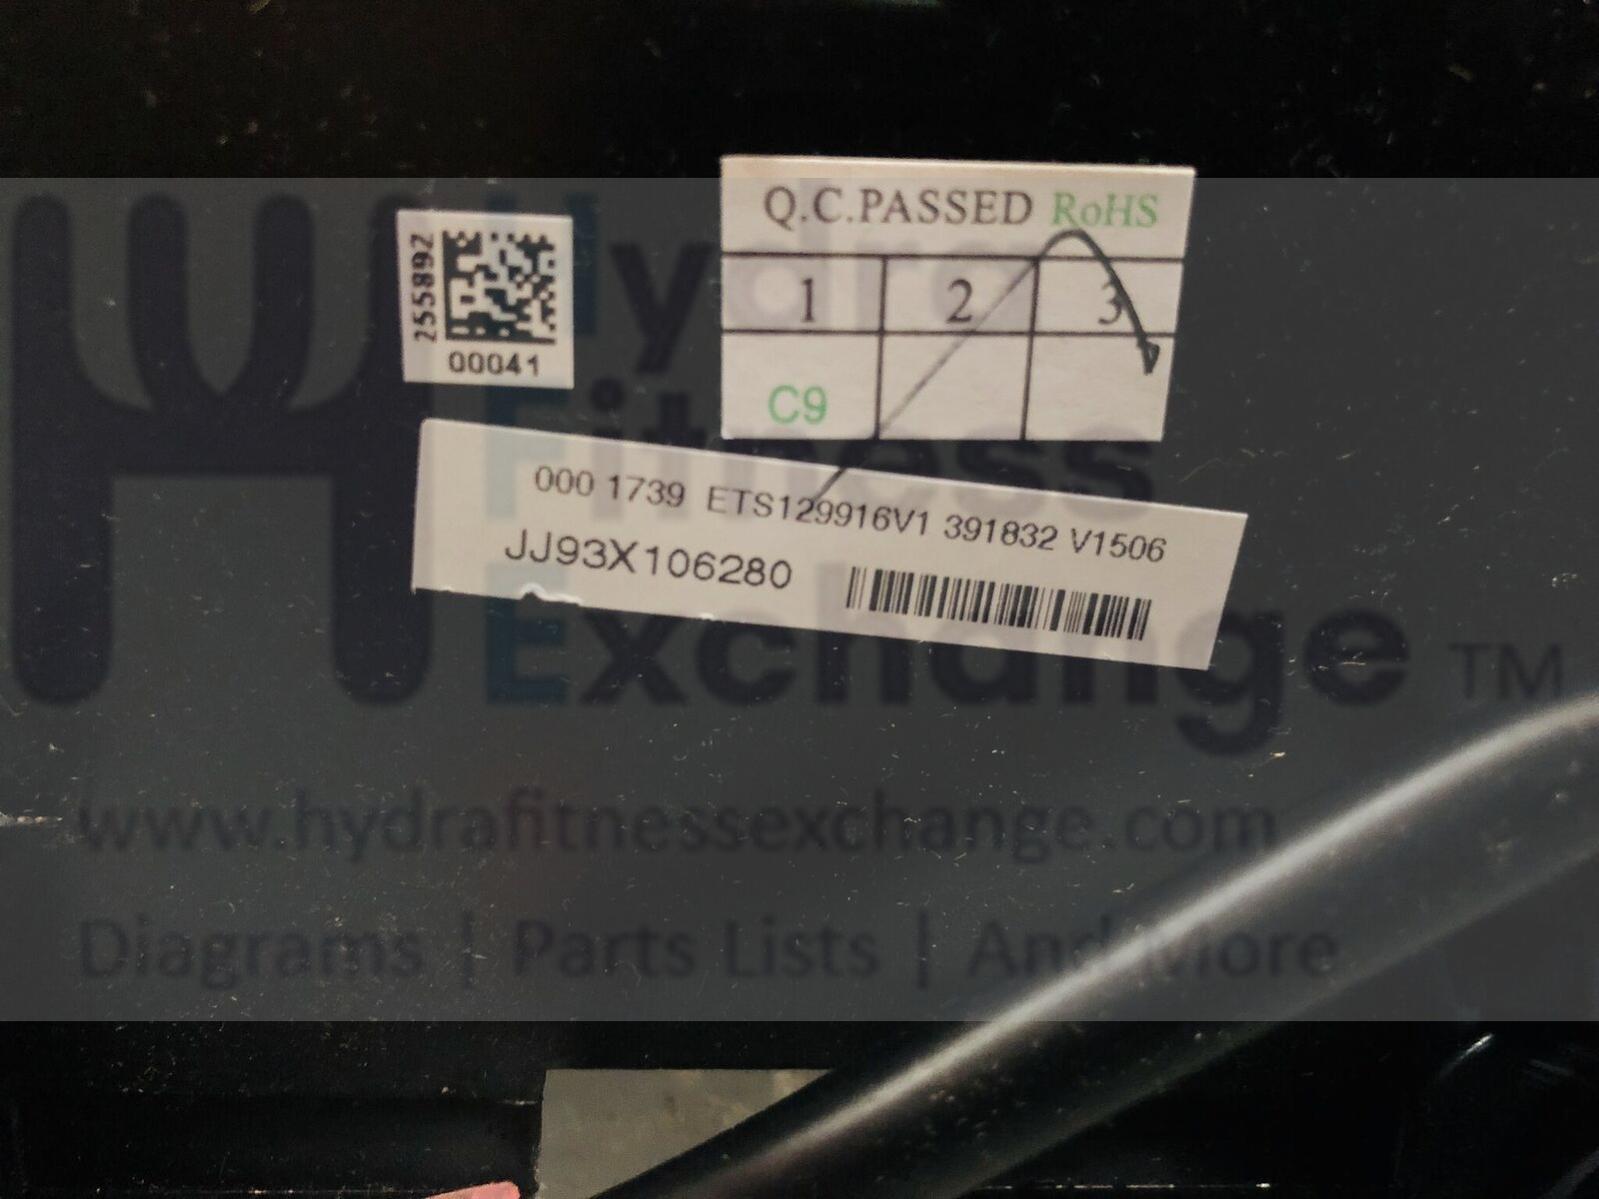 Q.C.PASSED RoHS
1 2 3
C9
255892
00041
000 1739 ETS129916V1 391832 V1506
JJ93X106280
Hydra
Fitness
Exchange TM
www.hydrafitnessexchange.com
Diagrams | Parts Lists | And More